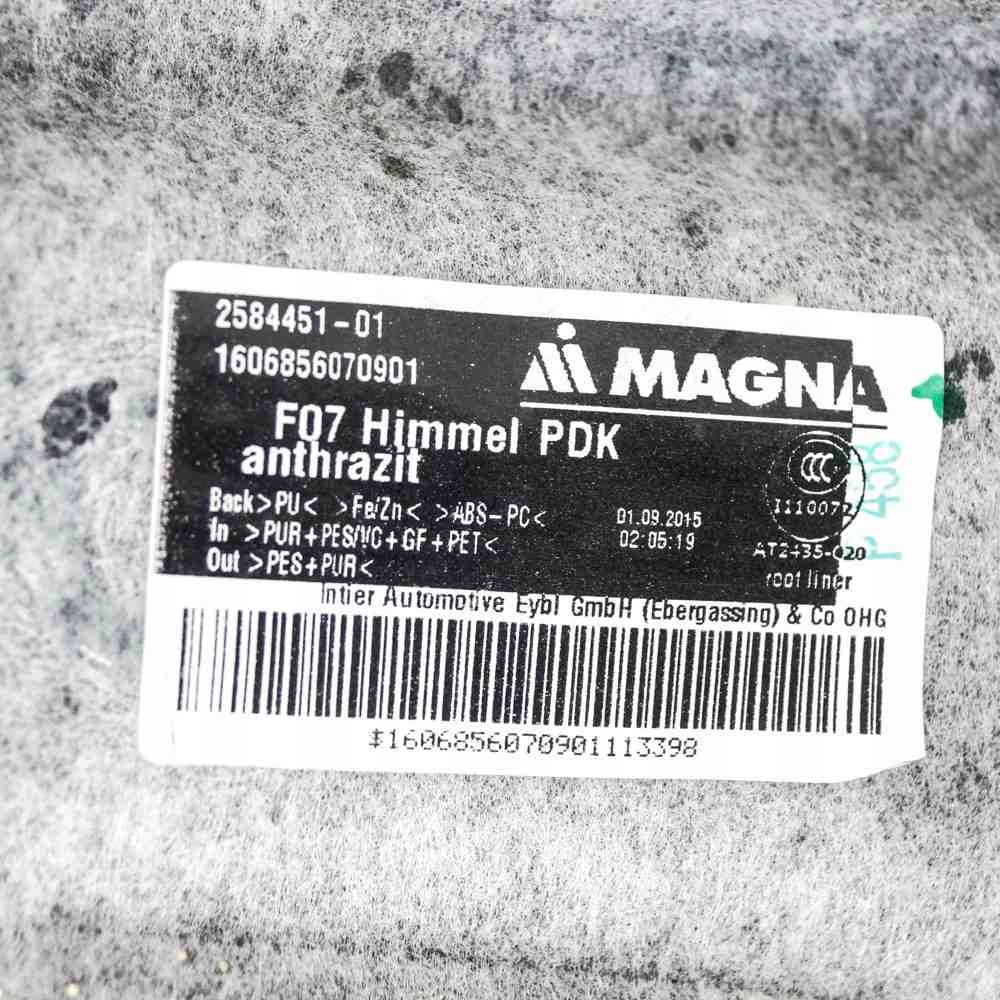 2584451-01
1606856070901
MAGNA
F07 Himmel PDK
anthrazit
Back>PU< >Fe/Zn< >ABS-PC<
In >PUR+PES/VC+GF+PET<
Out >PES+PUR<
01.09.2015
02:05:19
CCC
I110072
AT2435-020
roof liner
Intier Automotive Eybl GmbH (Ebergassing) & Co OHG
‡1606856070901113398